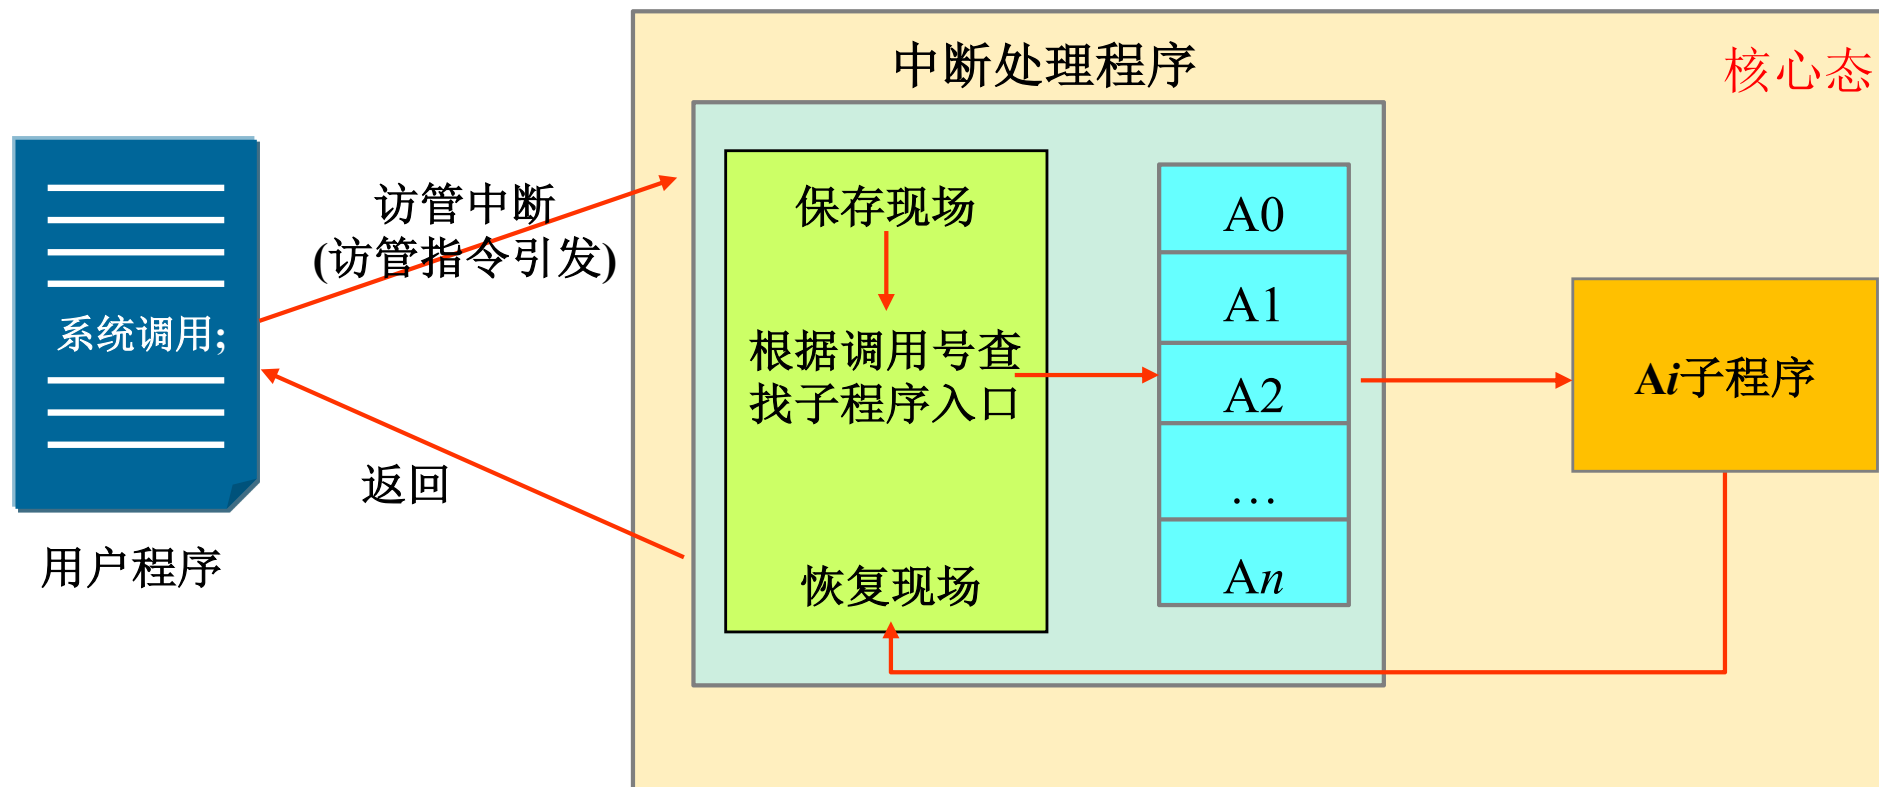 中断处理程序
核心态
访管中断
(访管指令引发)
系统调用;
返回
用户程序
保存现场
根据调用号查
找子程序入口
恢复现场
A0
A1
A2
…
An
Ai子程序